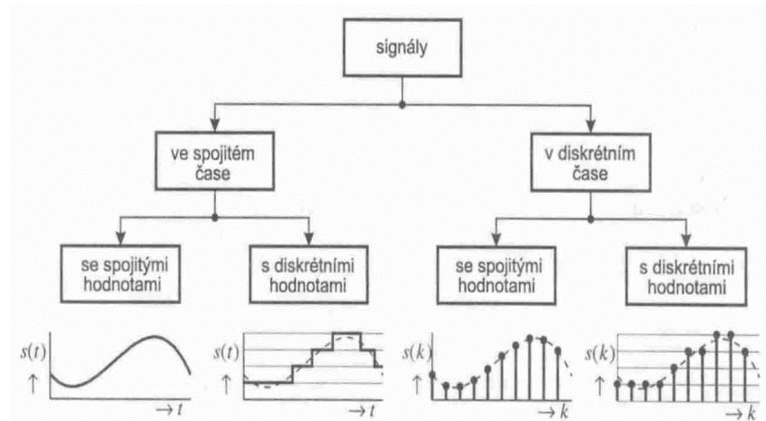 signály
ve spojitém
čase
v diskrétním
čase
se spojitými
hodnotami
s diskrétními
hodnotami
se spojitými
hodnotami
s diskrétními
hodnotami
s(t)
↑
→ t
s(t)
↑
→ t
s(k)
↑
→ k
s(k)
↑
→ k